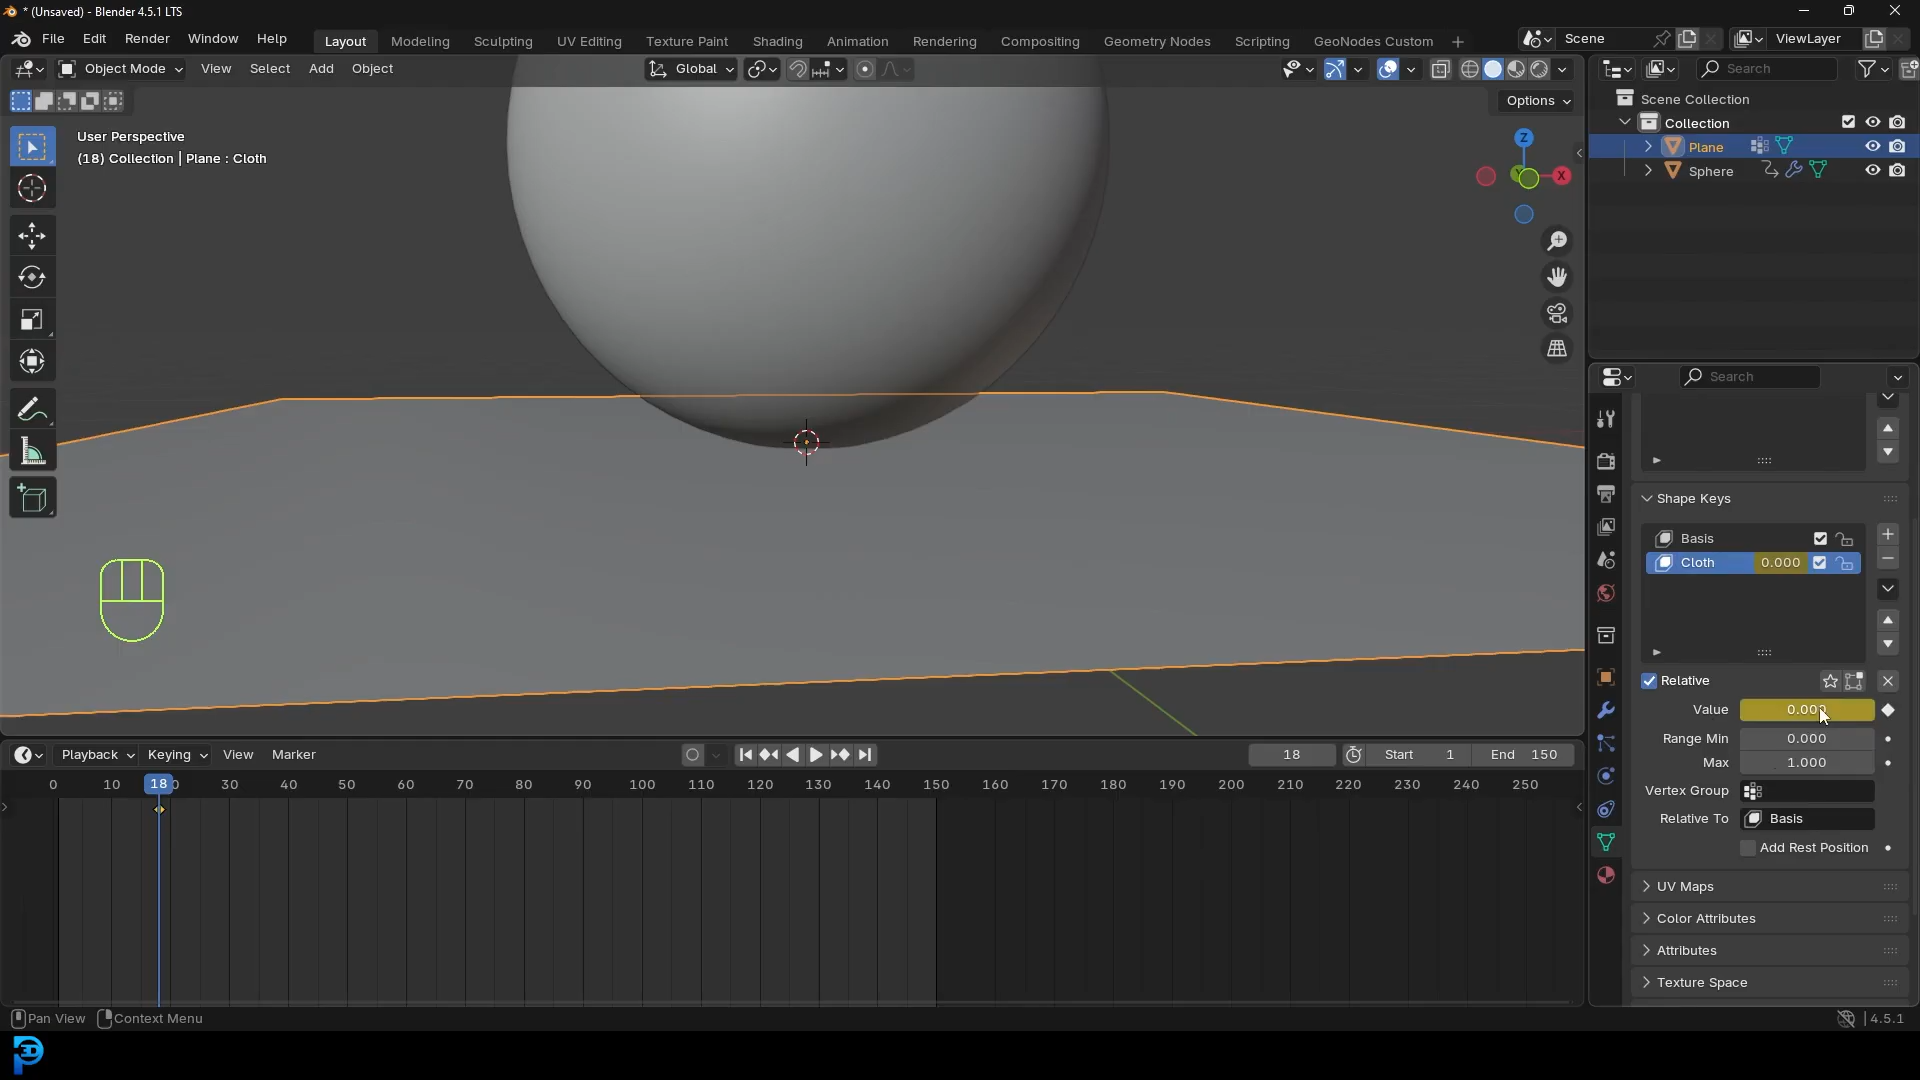 * (Unsaved) - Blender 4.5.1 LTS
File Edit Render Window Help Layout Modeling Sculpting UV Editing Texture Paint Shading Animation Rendering Compositing Geometry Nodes Scripting GeoNodes Custom + Scene ViewLayer
Object Mode View Select Add Object Global Search
Options
User Perspective
(18) Collection | Plane : Cloth
Z
X
Scene Collection
Collection
Plane
Sphere
Search
Shape Keys
Basis
Cloth 0.000
Relative
Value 0.000
Range Min 0.000
Max 1.000
Vertex Group
Relative To Basis
Add Rest Position
UV Maps
Color Attributes
Attributes
Texture Space
Playback Keying View Marker 18 Start 1 End 150
0 10 18 30 40 50 60 70 80 90 100 110 120 130 140 150 160 170 180 190 200 210 220 230 240 250
Pan View Context Menu 4.5.1